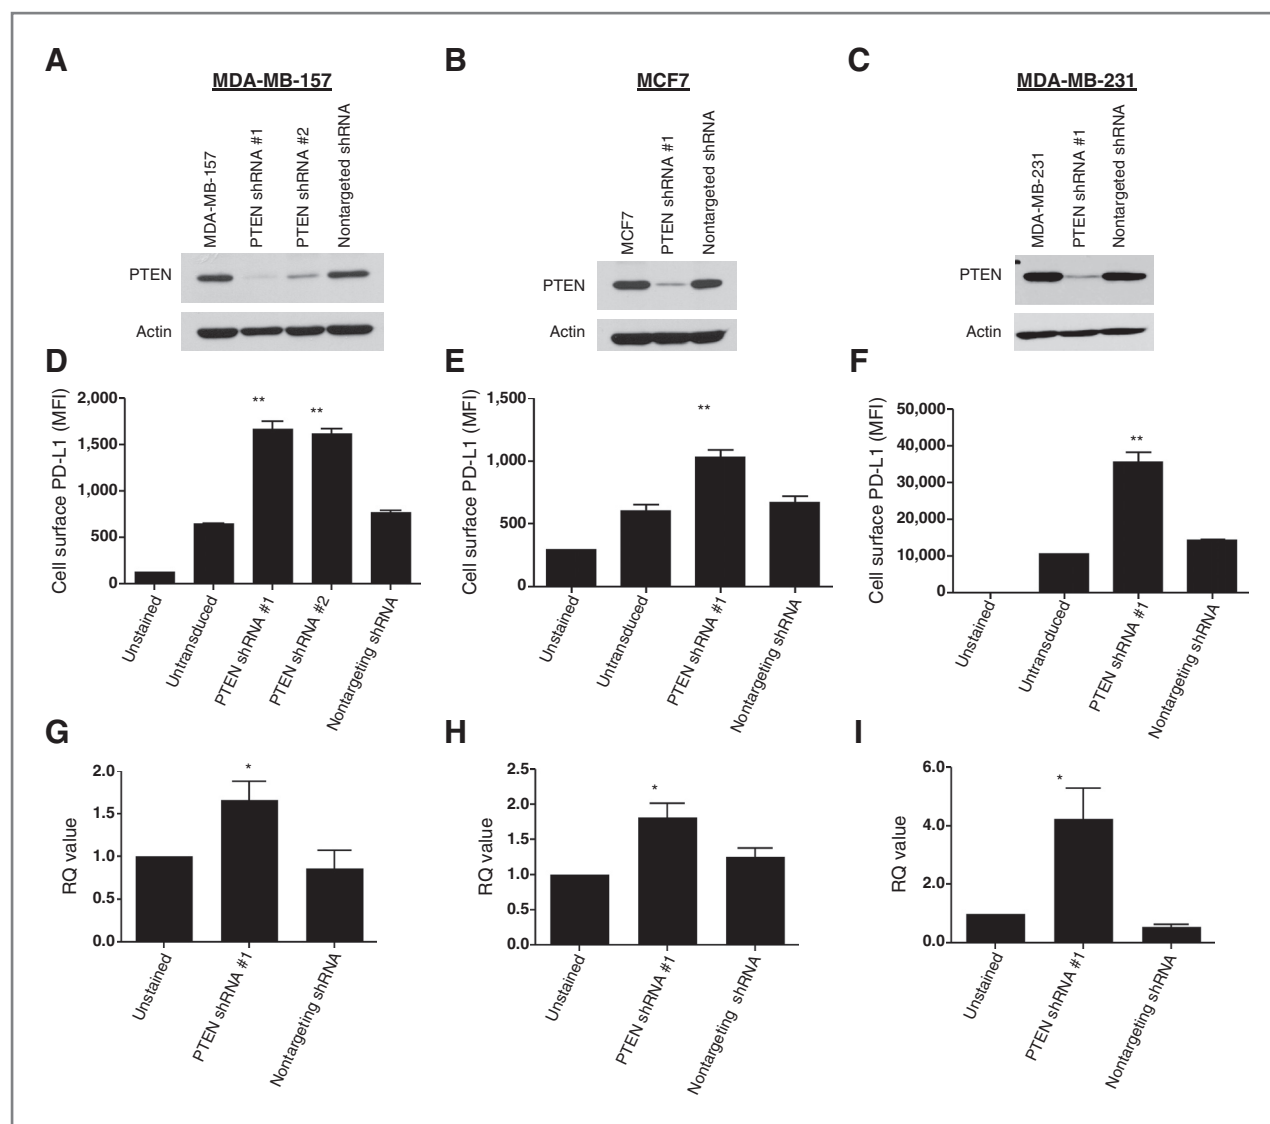 A
B
C
MDA-MB-157
MCF7
MDA-MB-231
MDA-MB-157
PTEN shRNA #1
PTEN shRNA #2
Nontargeted shRNA
MCF7
PTEN shRNA #1
Nontargeted shRNA
MDA-MB-231
PTEN shRNA #1
Nontargeted shRNA
PTEN
Actin
PTEN
Actin
PTEN
Actin
D
Cell surface PD-L1 (MFI)
2,000
1,500
1,000
500
0
** **
Unstained
Untransduced
PTEN shRNA #1
PTEN shRNA #2
Nontargeting shRNA
E
Cell surface PD-L1 (MFI)
1,500
1,000
500
0
**
Unstained
Untransduced
PTEN shRNA #1
Nontargeting shRNA
F
Cell surface PD-L1 (MFI)
50,000
40,000
30,000
20,000
10,000
0
**
Unstained
Untransduced
PTEN shRNA #1
Nontargeting shRNA
G
RQ value
2.0
1.5
1.0
0.5
0.0
*
Unstained
PTEN shRNA #1
Nontargeting shRNA
H
RQ value
2.5
2.0
1.5
1.0
0.5
0.0
*
Unstained
PTEN shRNA #1
Nontargeting shRNA
I
RQ value
6.0
4.0
2.0
0.0
*
Unstained
PTEN shRNA #1
Nontargeting shRNA